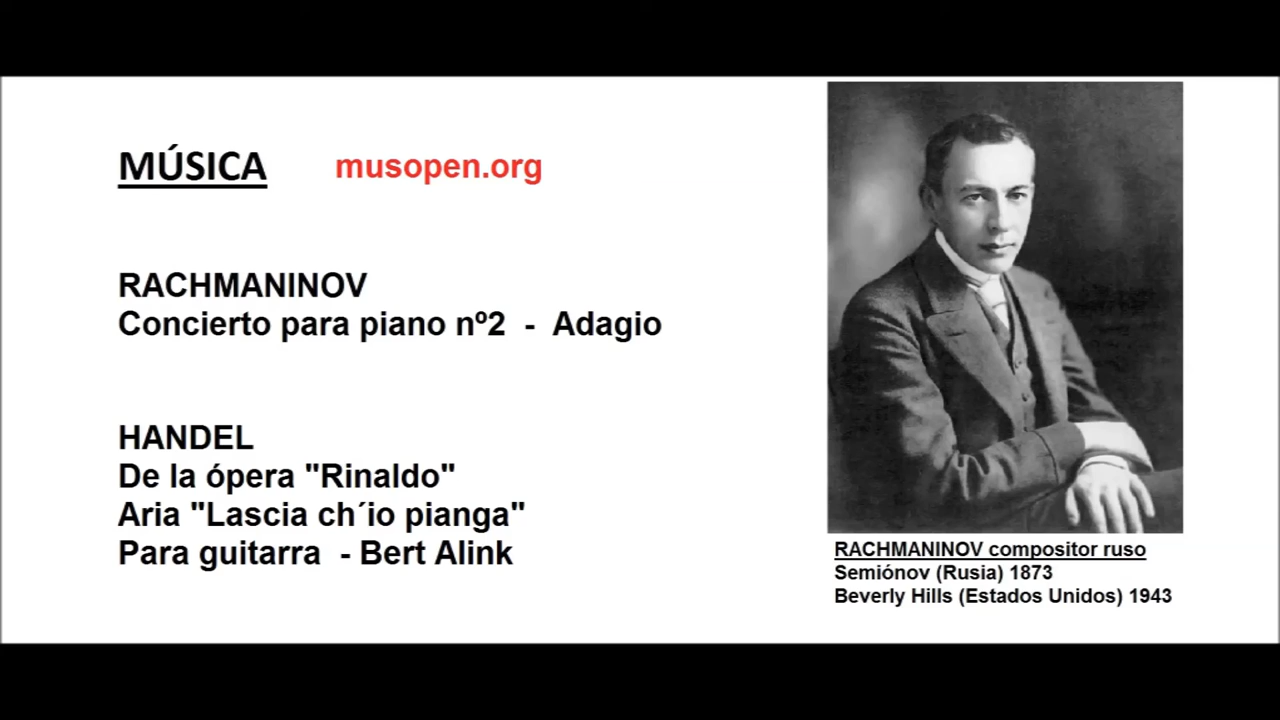 MÚSICA musopen.org
RACHMANINOV
Concierto para piano nº2 - Adagio
HANDEL
De la ópera "Rinaldo"
Aria "Lascia ch´io pianga"
Para guitarra - Bert Alink
RACHMANINOV compositor ruso
Semiónov (Rusia) 1873
Beverly Hills (Estados Unidos) 1943